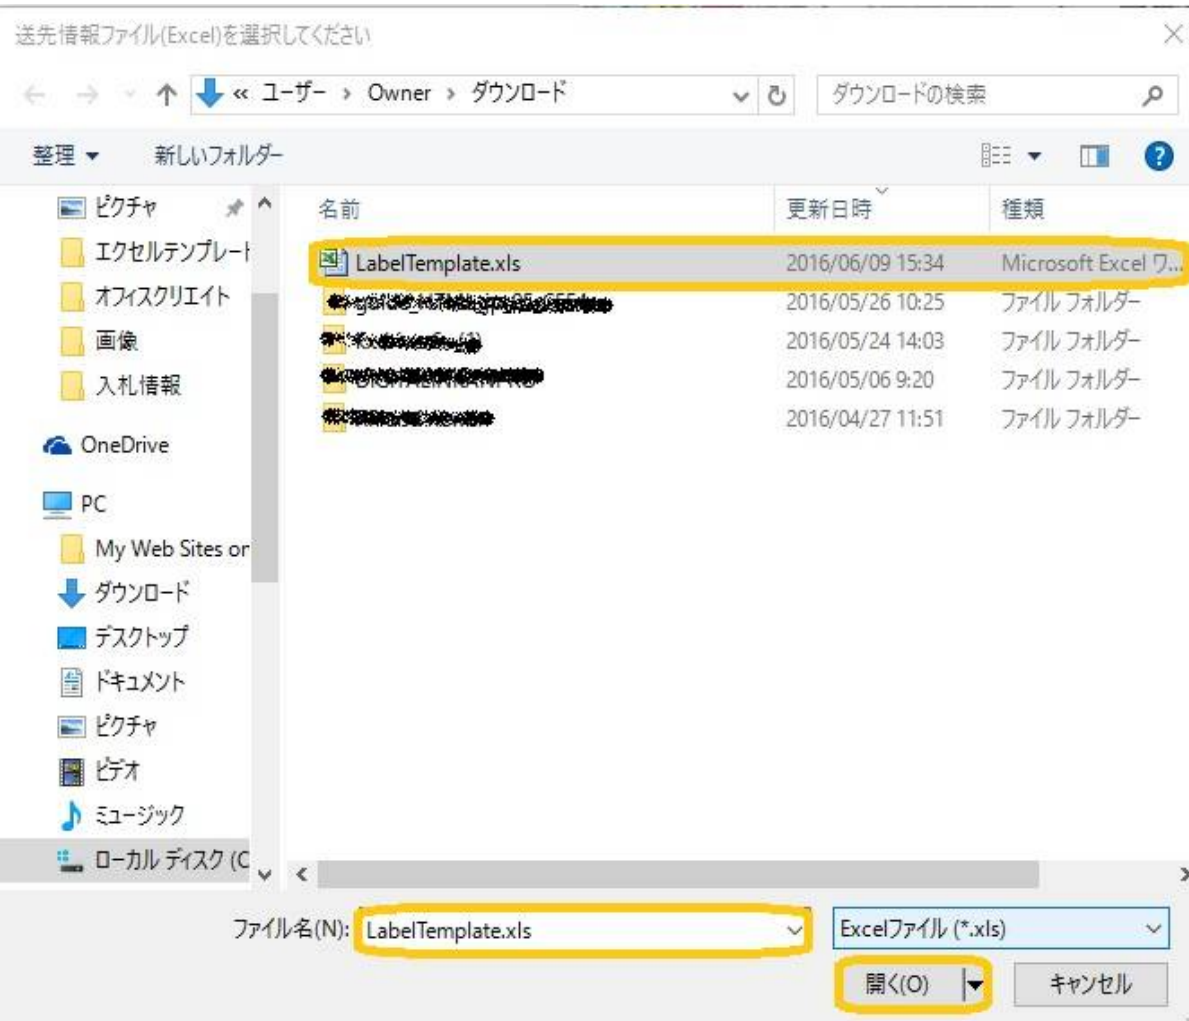 送先情報ファイル(Excel)を選択してください
« ユーザー › Owner › ダウンロード
ダウンロードの検索
整理
新しいフォルダー
名前 更新日時 種類
ピクチャ
エクセルテンプレート
オフィスクリエイト
画像
入札情報
OneDrive
PC
My Web Sites on
ダウンロード
デスクトップ
ドキュメント
ピクチャ
ビデオ
ミュージック
ローカル ディスク (C
LabelTemplate.xls 2016/06/09 15:34 Microsoft Excel ワ...
2016/05/26 10:25 ファイル フォルダー
2016/05/24 14:03 ファイル フォルダー
2016/05/06 9:20 ファイル フォルダー
2016/04/27 11:51 ファイル フォルダー
ファイル名(N): LabelTemplate.xls
Excelファイル (*.xls)
開く(O)
キャンセル